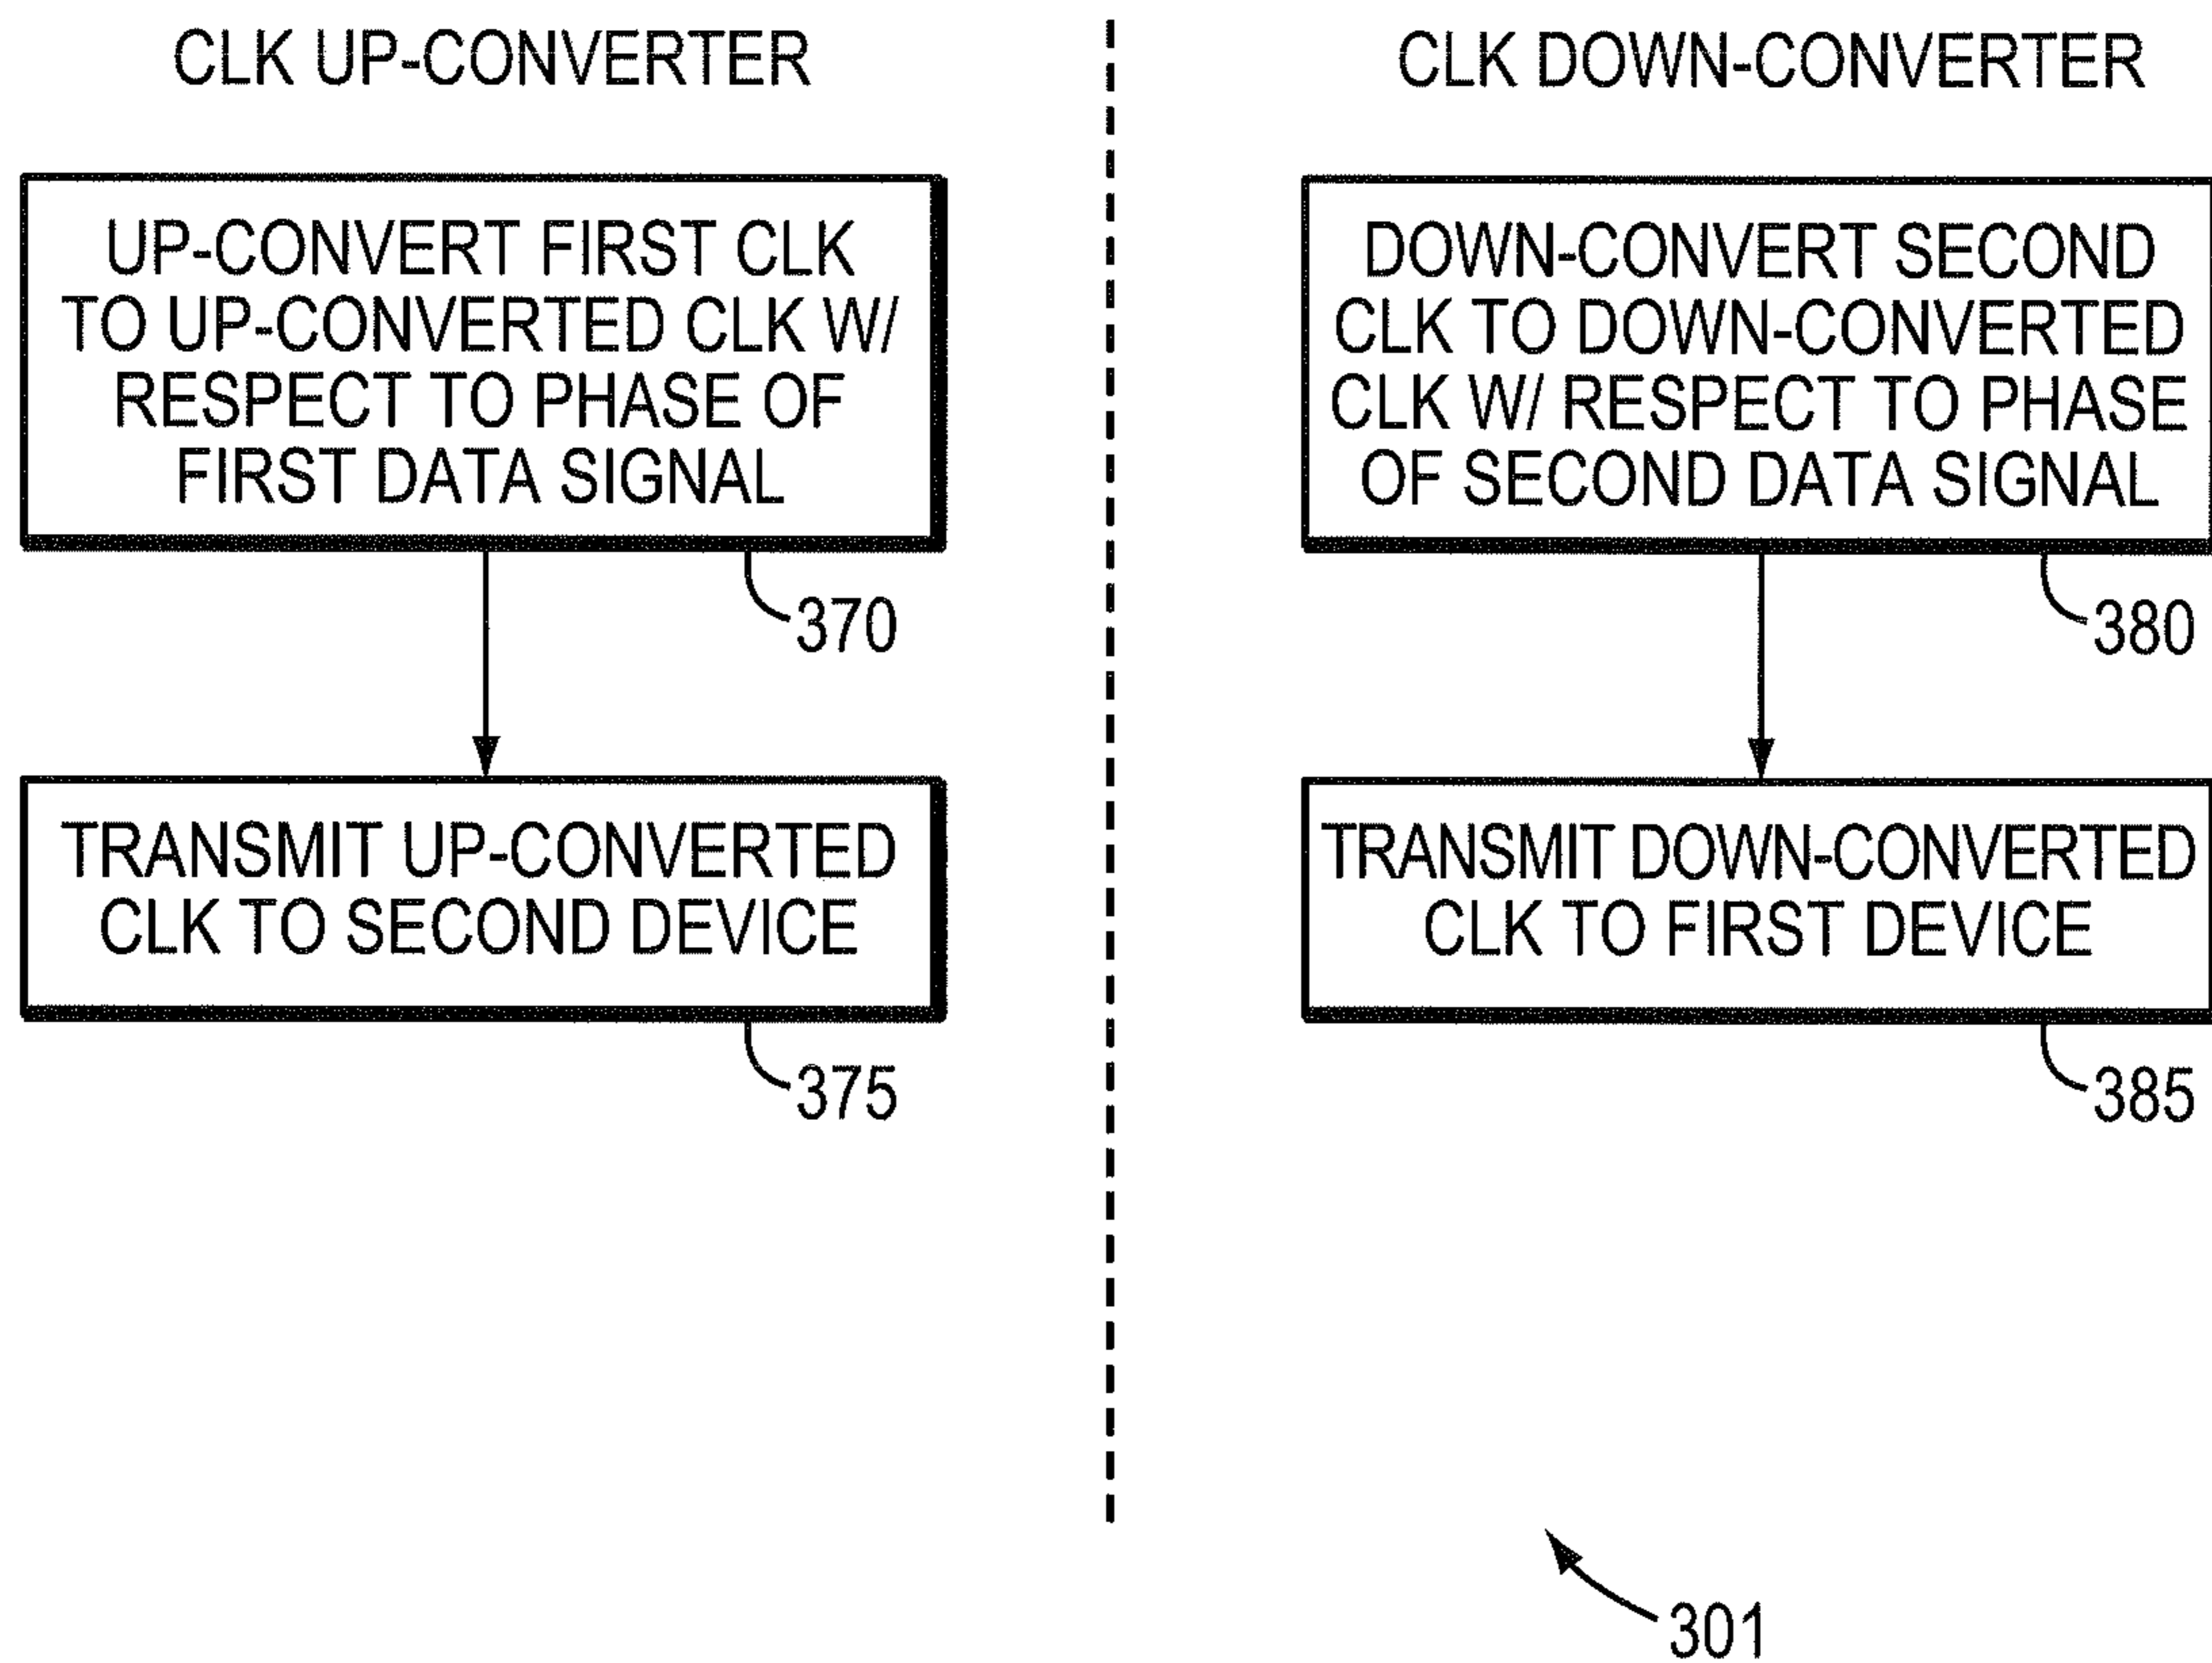 CLK UP-CONVERTER
UP-CONVERT FIRST CLK
TO UP-CONVERTED CLK W/
RESPECT TO PHASE OF
FIRST DATA SIGNAL
370
TRANSMIT UP-CONVERTED
CLK TO SECOND DEVICE
375
CLK DOWN-CONVERTER
DOWN-CONVERT SECOND
CLK TO DOWN-CONVERTED
CLK W/ RESPECT TO PHASE
OF SECOND DATA SIGNAL
380
TRANSMIT DOWN-CONVERTED
CLK TO FIRST DEVICE
385
301